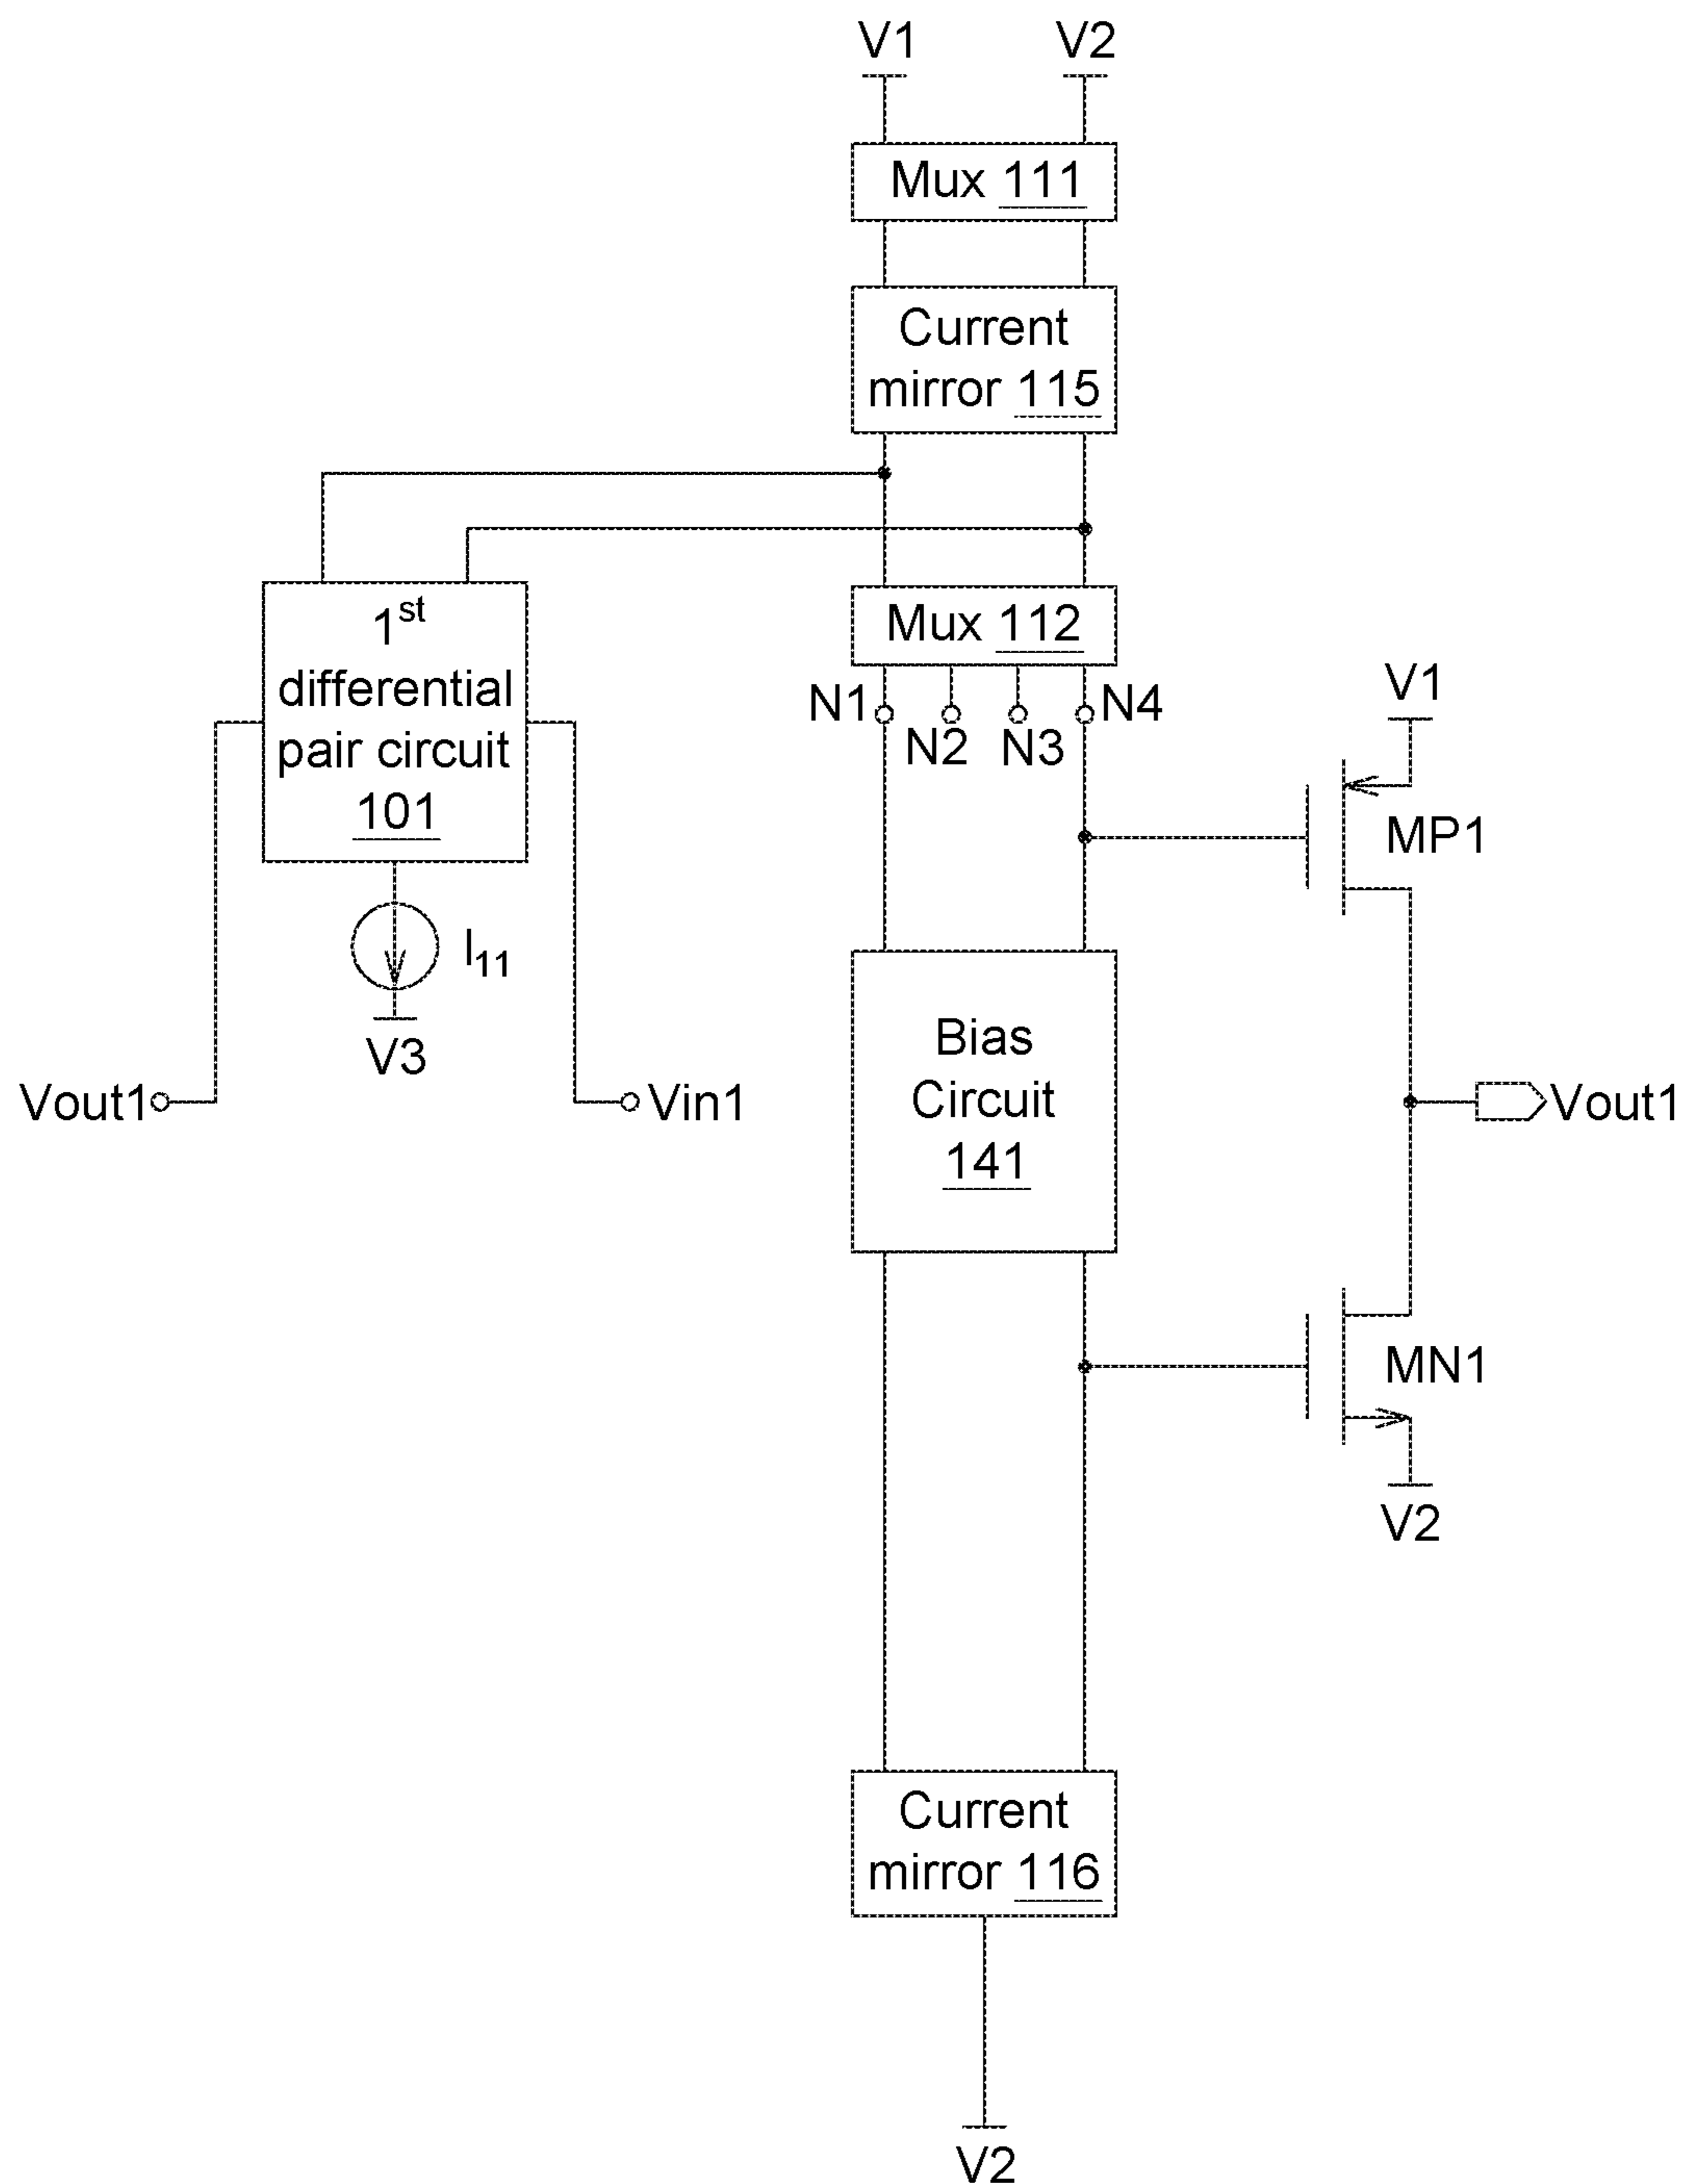 V1 V2
Mux 111
Current
mirror 115
1st
differential
pair circuit
101
Mux 112
N1 N4
N2 N3
V1
MP1
I11
V3
Bias
Circuit
141
Vout1 Vin1
Vout1
MN1
V2
Current
mirror 116
V2